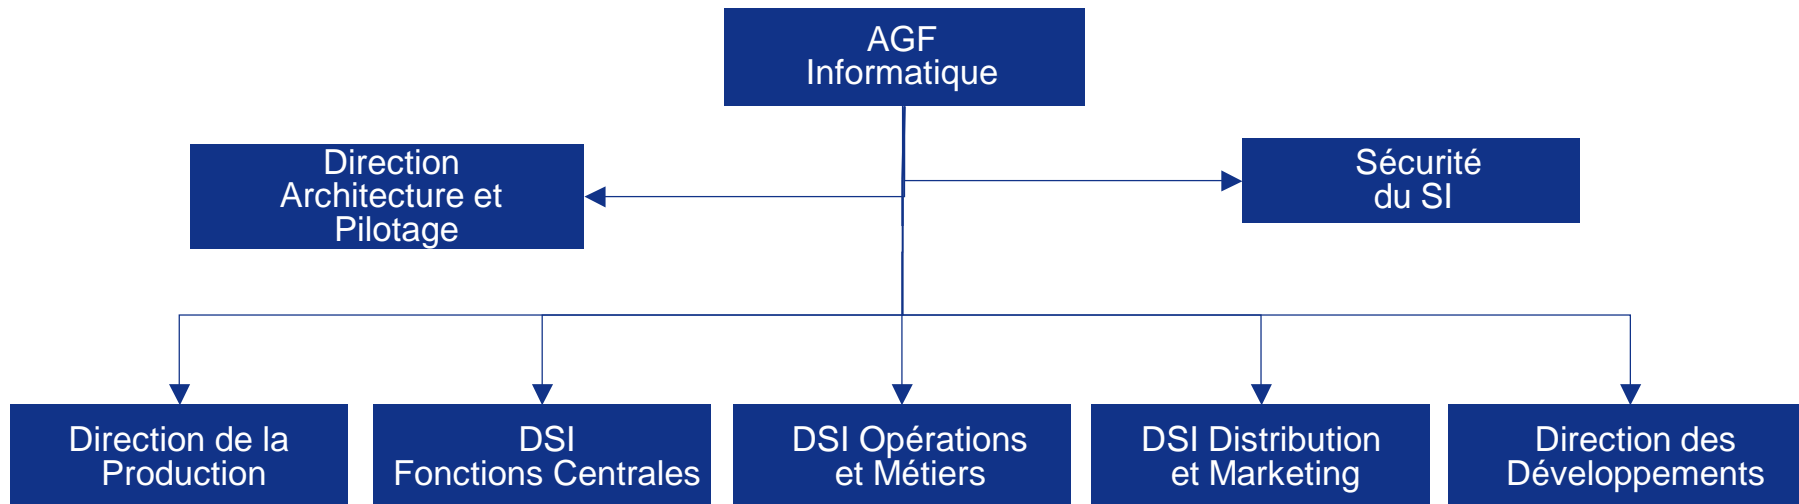 AGF
Informatique
Direction
Architecture et
Pilotage
Sécurité
du SI
Direction de la
Production
DSI
Fonctions Centrales
DSI Opérations
et Métiers
DSI Distribution
et Marketing
Direction des
Développements